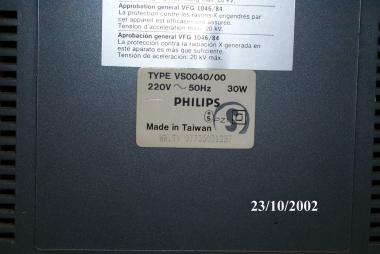 Approbation general VFG 1046/84
La protection contre les rayons-X engendrés par
cet appareil est efficacement assurée.
Tension d'accélération max. 20 kV.
Aprobación general VFG 1046/84
La protección contra la radiación X generada en
este aparato es más que suficiente.
Tensión de aceleración: 20 kV máx.
TYPE VS0040/00
220V ~ 50Hz 30W
PHILIPS
Made in Taiwan
23/10/2002